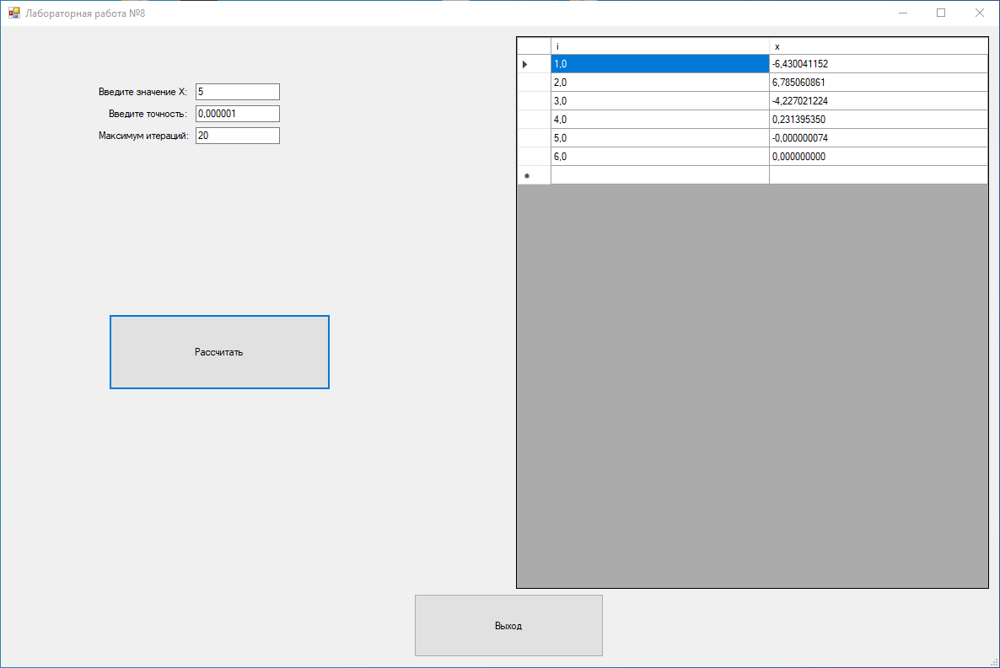 Лабораторная работа №8
Введите значение X: 5
Введите точность: 0,000001
Максимум итераций: 20
Рассчитать
i x
1,0 -6,430041152
2,0 6,785060861
3,0 -4,227021224
4,0 0,231395350
5,0 -0,000000074
6,0 0,000000000
Выход